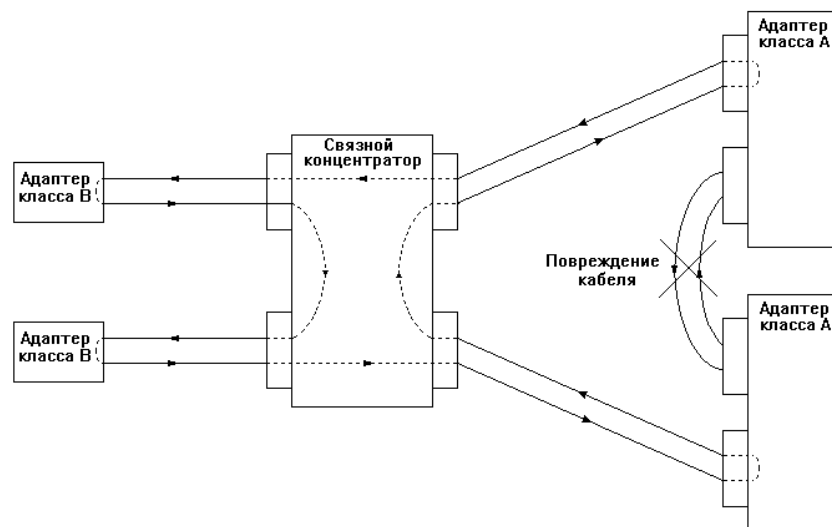 Адаптер
класса А
Связной
концентратор
Адаптер
класса В
Повреждение
кабеля
Адаптер
класса А
Адаптер
класса В